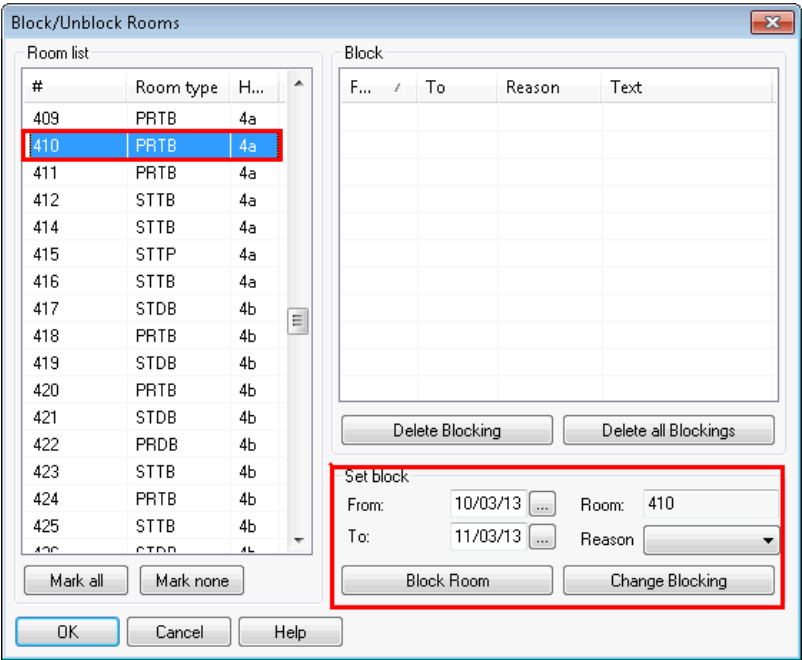 Block/Unblock Rooms
Room list
# Room type H...
409 PRTB 4a
410 PRTB 4a
411 PRTB 4a
412 STTB 4a
414 STTB 4a
415 STTP 4a
416 STTB 4a
417 STDB 4b
418 PRTB 4b
419 STDB 4b
420 PRTB 4b
421 STDB 4b
422 PRDB 4b
423 STTB 4b
424 PRTB 4b
425 STTB 4b
Mark all Mark none
Block
F... / To Reason Text
Delete Blocking Delete all Blockings
Set block
From: 10/03/13 ... Room: 410
To: 11/03/13 ... Reason
Block Room Change Blocking
OK Cancel Help